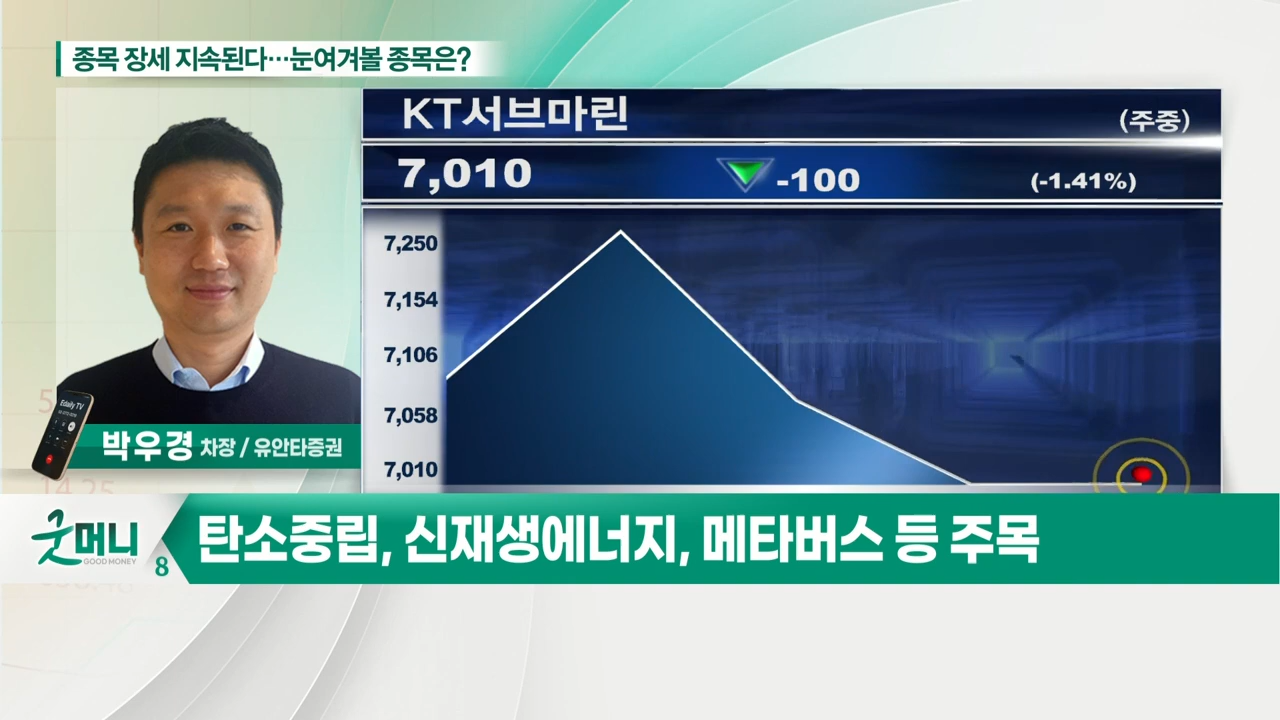 종목 장세 지속된다…눈여겨볼 종목은?
KT서브마린
(주중)
7,010
-100
(-1.41%)
7,250
7,154
7,106
7,058
7,010
Edaily TV
박우경 차장 / 유안타증권
14.25
굿머니
GOOD MONEY
8
탄소중립, 신재생에너지, 메타버스 등 주목